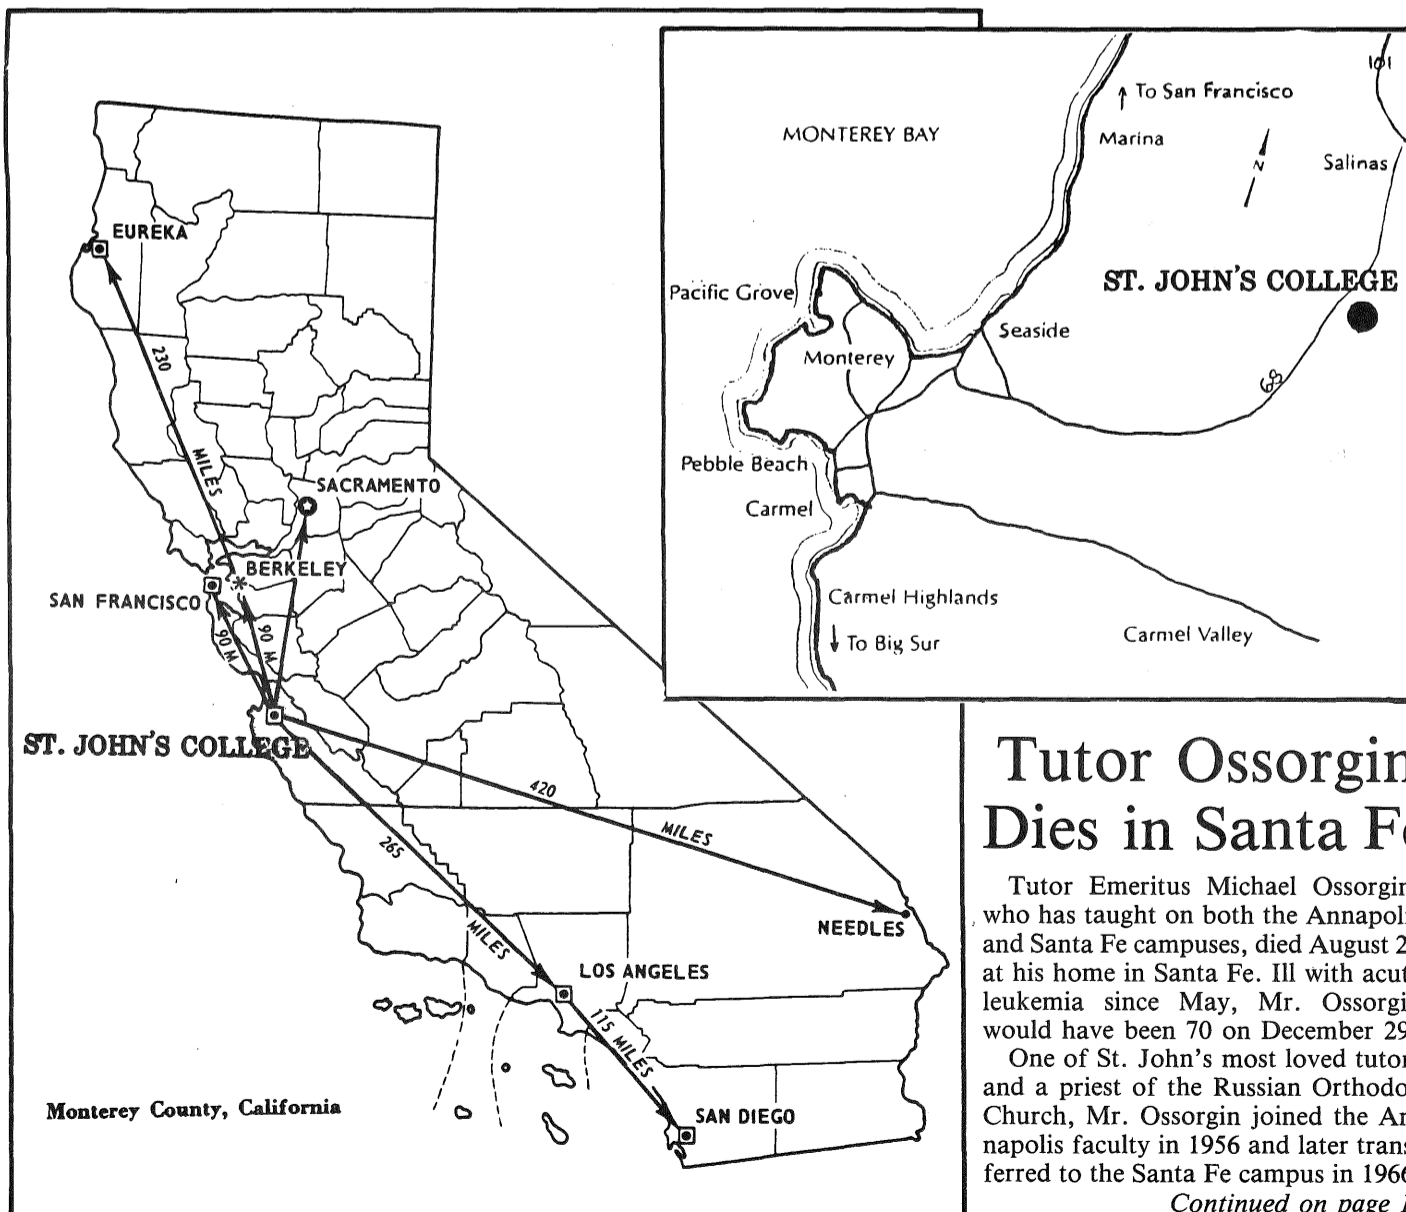 EUREKA
230
MILES
SACRAMENTO
BERKELEY
SAN FRANCISCO
90 M.
90 M.
ST. JOHN'S COLLEGE
420
MILES
265
MILES
NEEDLES
LOS ANGELES
115 MILES
SAN DIEGO
Monterey County, California
101
To San Francisco
MONTEREY BAY
Marina
N
Salinas
ST. JOHN'S COLLEGE
Pacific Grove
Seaside
Monterey
68
Pebble Beach
Carmel
Carmel Highlands
To Big Sur
Carmel Valley
Tutor Ossorgin
Dies in Santa Fe
Tutor Emeritus Michael Ossorgin
who has taught on both the Annapoli
and Santa Fe campuses, died August 2
at his home in Santa Fe. Ill with acut
leukemia since May, Mr. Ossorgi
would have been 70 on December 29
One of St. John's most loved tutor
and a priest of the Russian Orthodo
Church, Mr. Ossorgin joined the An
napolis faculty in 1956 and later trans
ferred to the Santa Fe campus in 1966
Continued on page 1